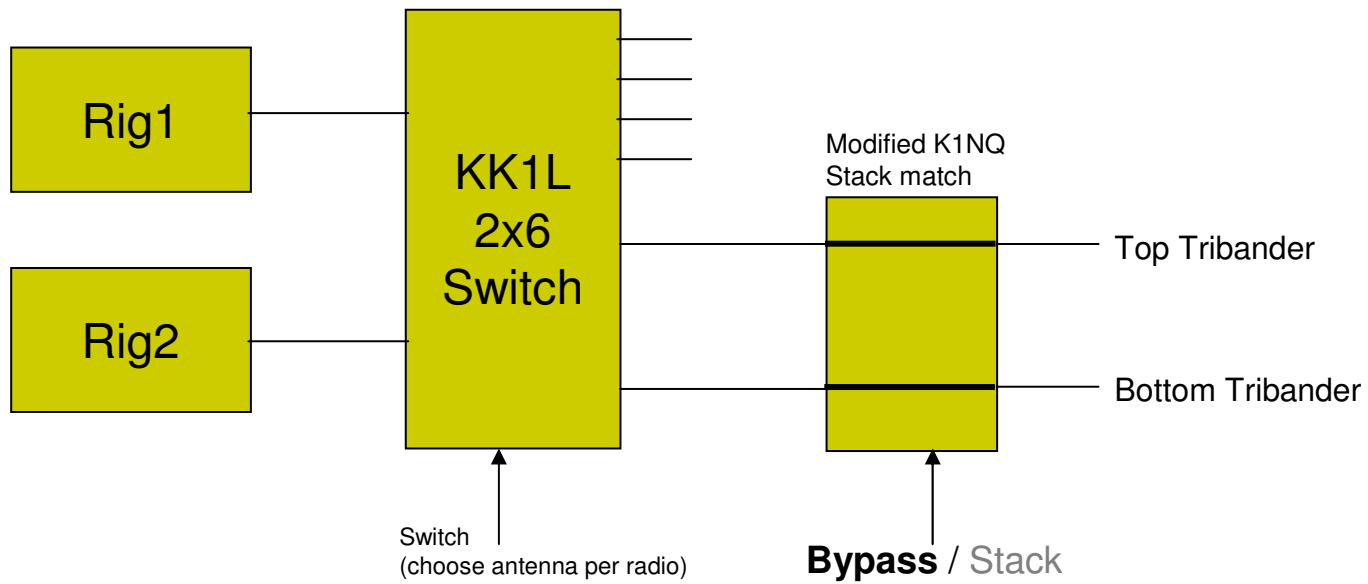 Rig1
Rig2
KK1L
2x6
Switch
Modified K1NQ
Stack match
Top Tribander
Bottom Tribander
Switch
(choose antenna per radio)
Bypass / Stack